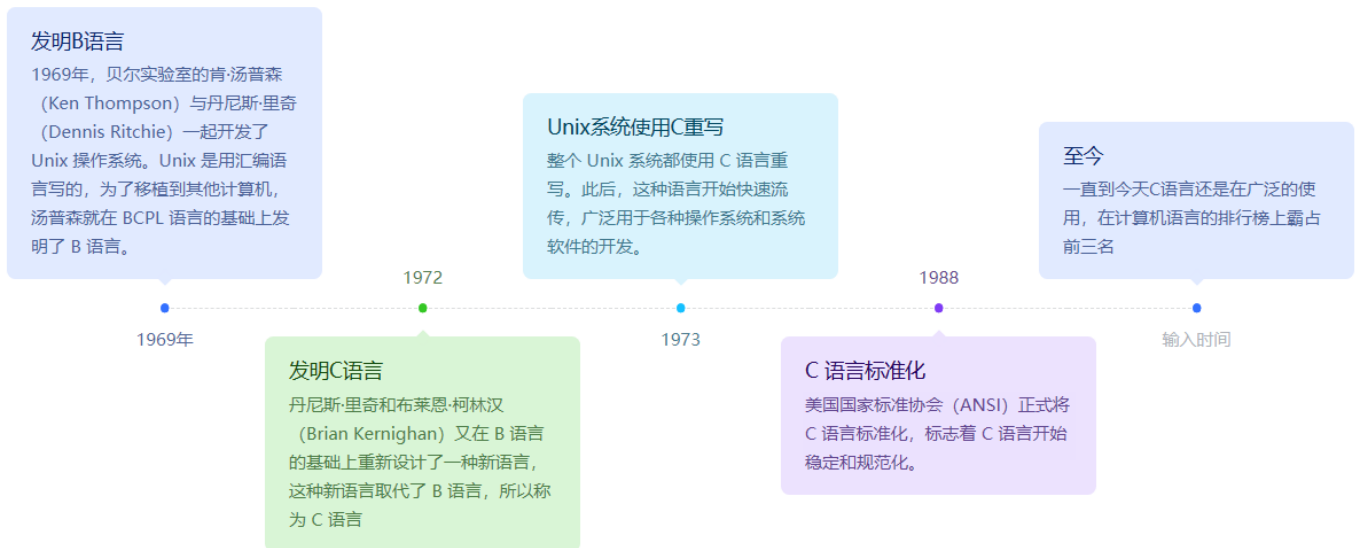 发明B语言
1969年，贝尔实验室的肯·汤普森
（Ken Thompson）与丹尼斯·里奇
（Dennis Ritchie）一起开发了
Unix 操作系统。Unix 是用汇编语
言写的，为了移植到其他计算机，
汤普森就在 BCPL 语言的基础上发
明了 B 语言。
1969年
1972
发明C语言
丹尼斯·里奇和布莱恩·柯林汉
（Brian Kernighan）又在 B 语言
的基础上重新设计了一种新语言，
这种新语言取代了 B 语言，所以称
为 C 语言
Unix系统使用C重写
整个 Unix 系统都使用 C 语言重
写。此后，这种语言开始快速流
传，广泛用于各种操作系统和系统
软件的开发。
1973
1988
C 语言标准化
美国国家标准协会（ANSI）正式将
C 语言标准化，标志着 C 语言开始
稳定和规范化。
至今
一直到今天C语言还是在广泛的使
用，在计算机语言的排行榜上霸占
前三名
输入时间